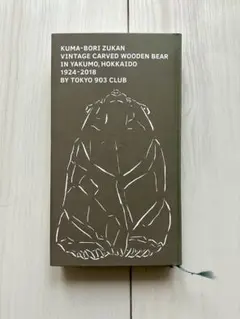 KUMA-BORI ZUKAN
VINTAGE CARVED WOODEN BEAR
IN YAKUMO, HOKKAIDO
1924-2018
BY TOKYO 903 CLUB